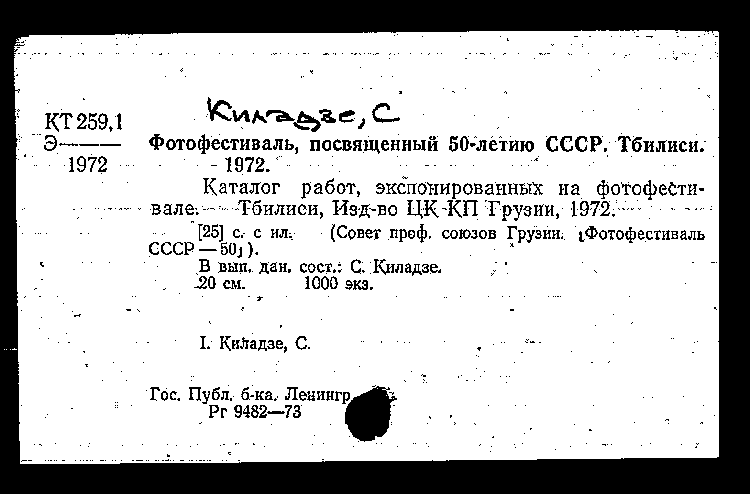 Киладзе, С
КТ 259,1
Э———
1972
Фотофестиваль, посвященный 50-летию СССР. Тбилиси.
1972.
Каталог работ, экспонированных на фотофести-
вале. — Тбилиси, Изд-во ЦК КП Грузии, 1972.
[25] с. с ил. (Совет проф. союзов Грузии. [Фотофестиваль
СССР — 50]).
В вып. дан. сост.: С. Киладзе.
20 см. 1000 экз.
I. Киладзе, С.
Гос. Публ. б-ка. Ленингр.
Рг 9482—73